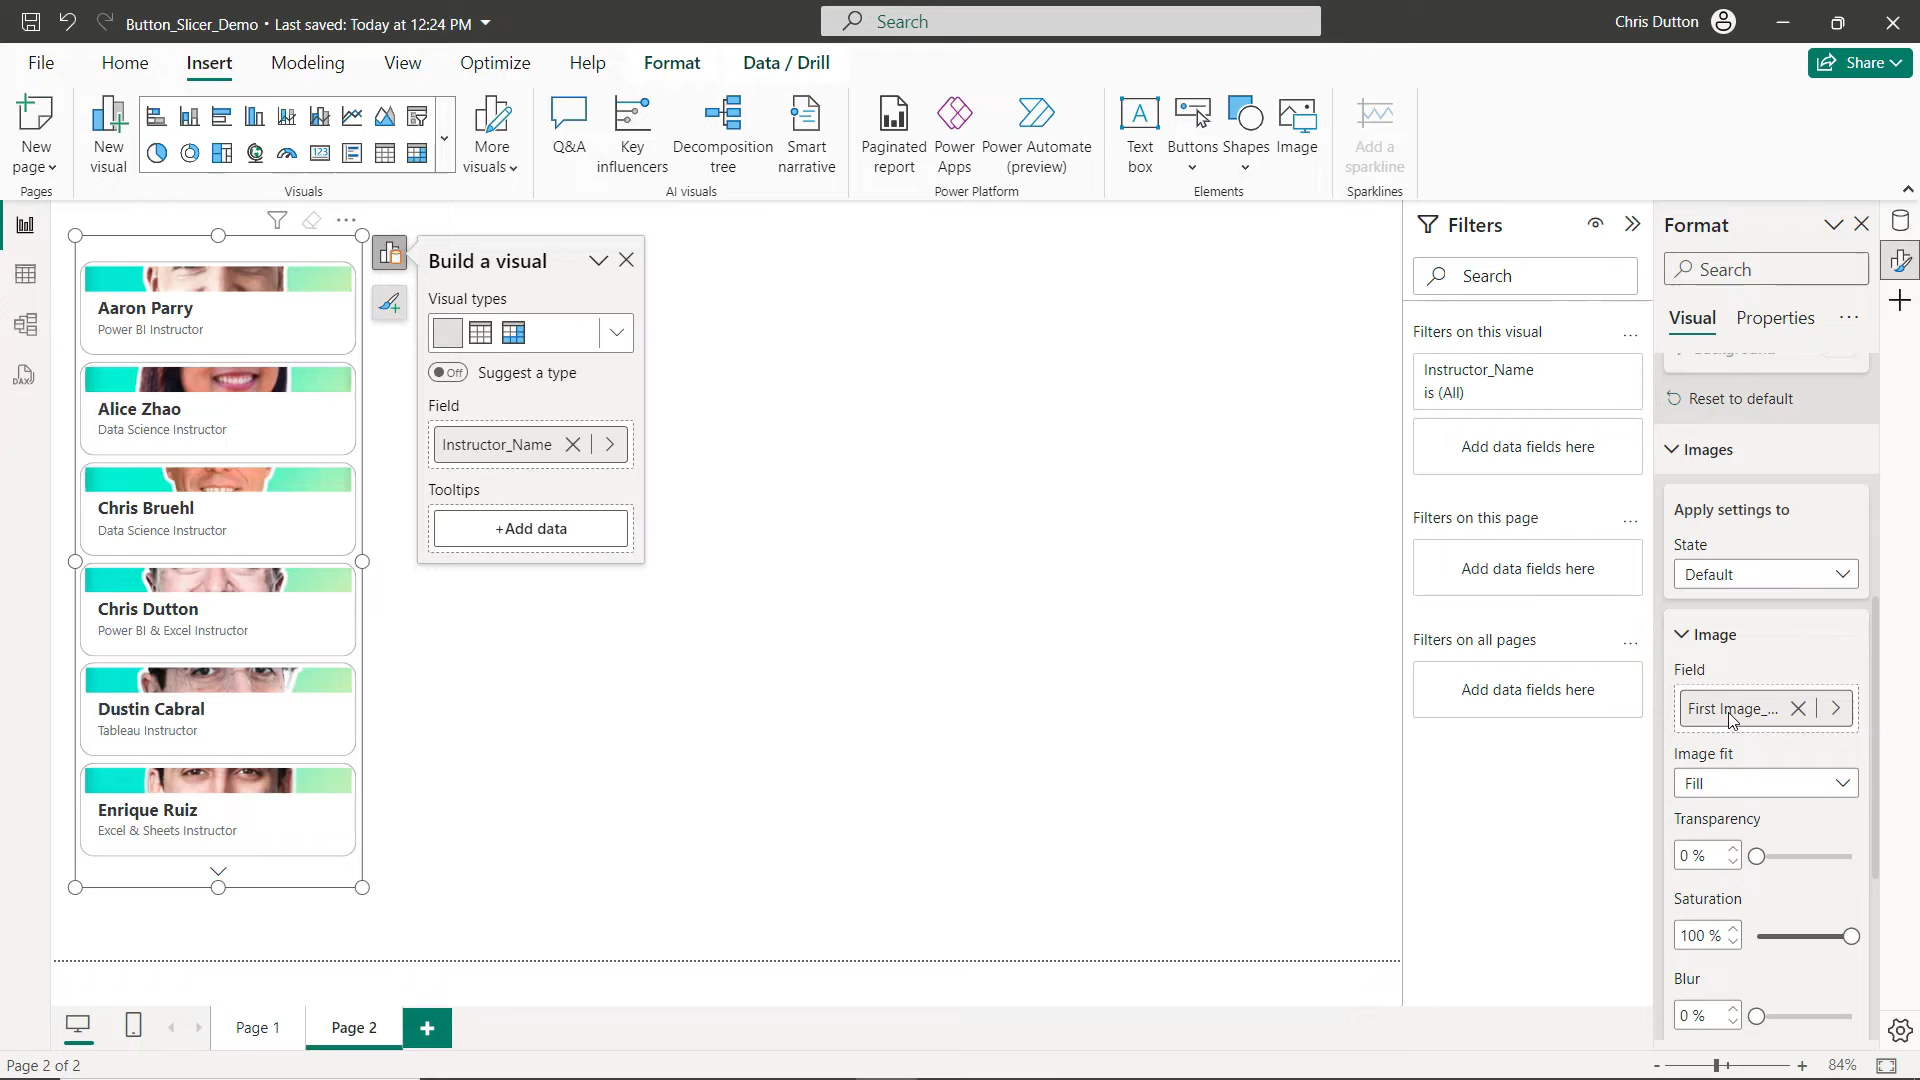 Button_Slicer_Demo • Last saved: Today at 12:24 PM
Search
Chris Dutton
File
Home
Insert
Modeling
View
Optimize
Help
Format
Data / Drill
Share
New
page
New
visual
More
visuals
Q&A
Key
influencers
Decomposition
tree
Smart
narrative
Paginated
report
Power
Apps
Power Automate
(preview)
Text
box
Buttons
Shapes
Image
Add a
sparkline
Pages
Visuals
AI visuals
Power Platform
Elements
Sparklines
123
DAX
Aaron Parry
Power BI Instructor
Alice Zhao
Data Science Instructor
Chris Bruehl
Data Science Instructor
Chris Dutton
Power BI & Excel Instructor
Dustin Cabral
Tableau Instructor
Enrique Ruiz
Excel & Sheets Instructor
Build a visual
Visual types
Off
Suggest a type
Field
Instructor_Name
Tooltips
+Add data
Filters
Search
Filters on this visual
...
Instructor_Name
is (All)
Add data fields here
Filters on this page
...
Add data fields here
Filters on all pages
...
Add data fields here
Format
Search
Visual
Properties
...
Reset to default
Images
Apply settings to
State
Default
Image
Field
First Image_...
Image fit
Fill
Transparency
0 %
Saturation
100 %
Blur
0 %
Page 1
Page 2
Page 2 of 2
- + 84%